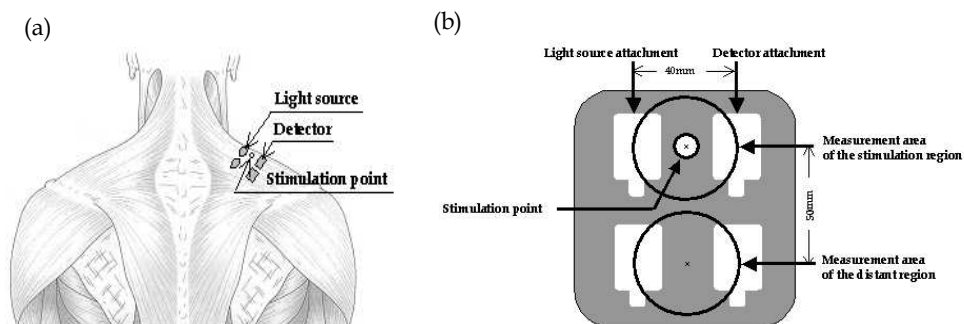 (a)
Light source
Detector
Stimulation point
(b)
Light source attachment
Detector attachment
40mm
Measurement area
of the stimulation region
Stimulation point
50mm
Measurement area
of the distant region